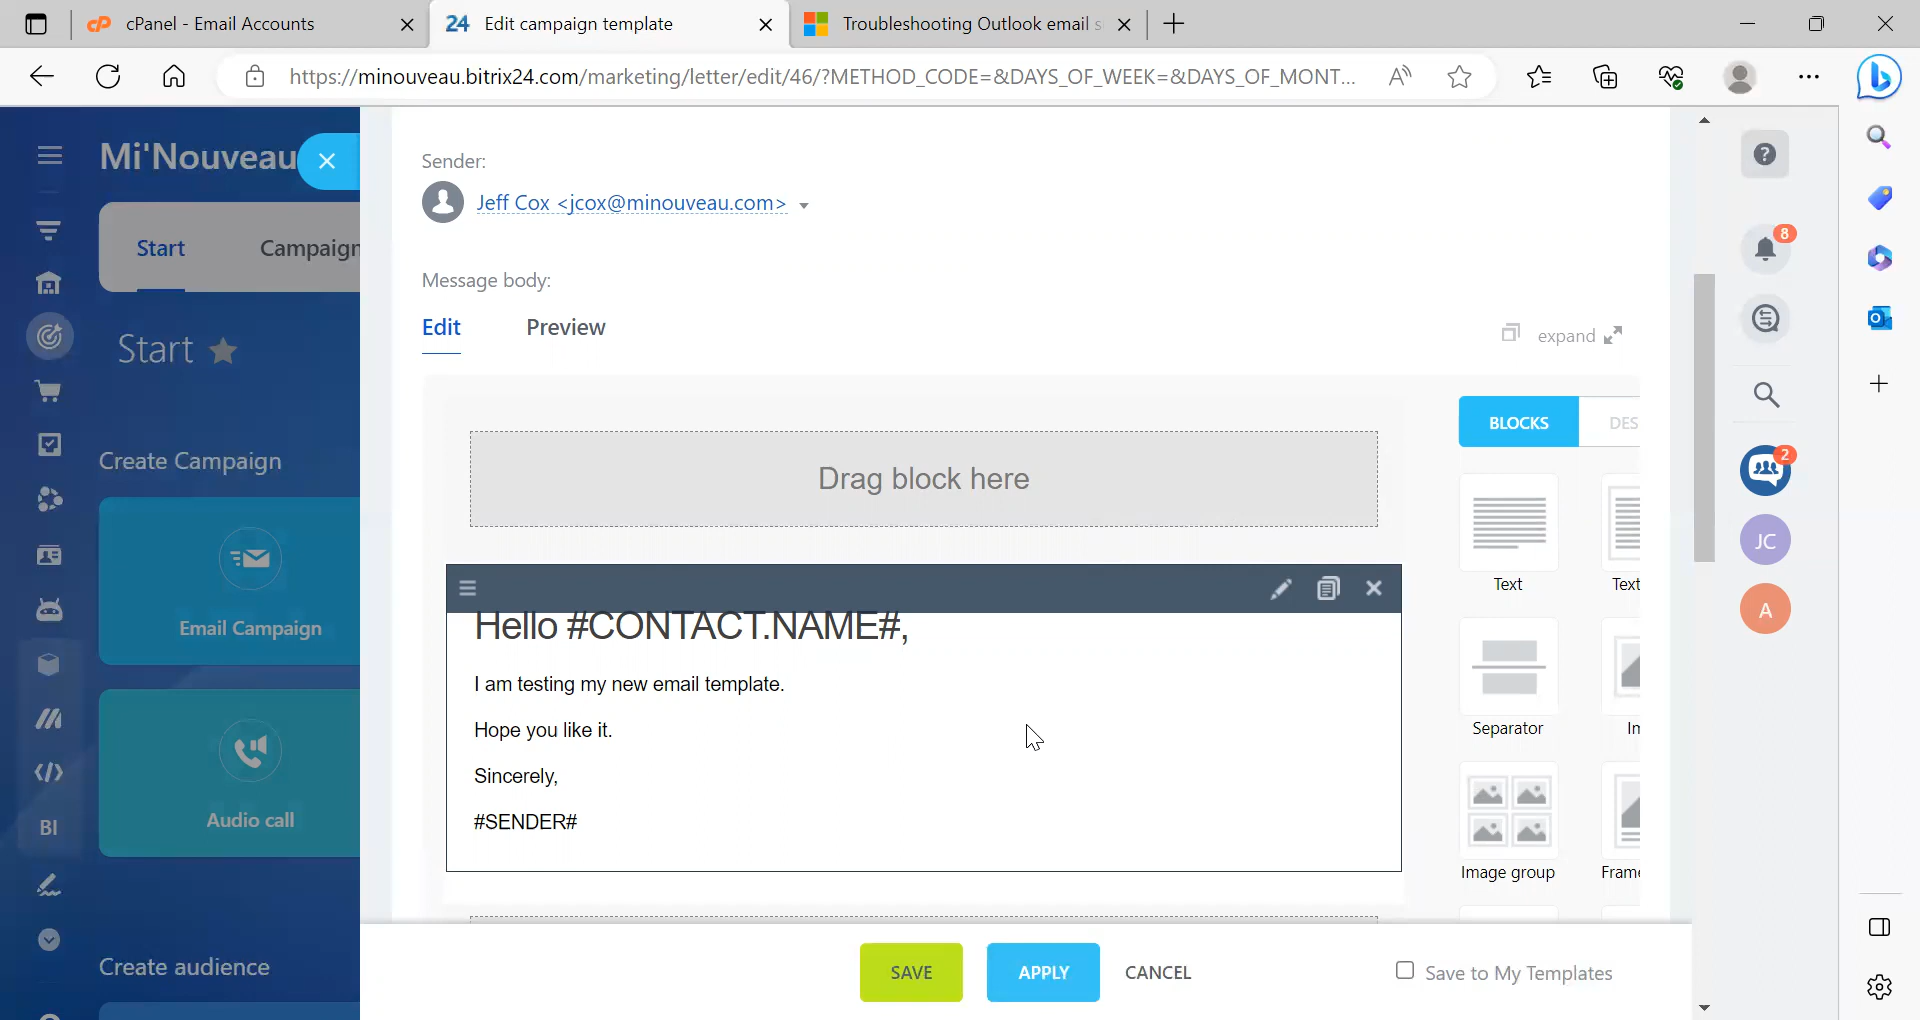 cPanel - Email Accounts
24 Edit campaign template
Troubleshooting Outlook email s
https://minouveau.bitrix24.com/marketing/letter/edit/46/?METHOD_CODE=&DAYS_OF_WEEK=&DAYS_OF_MONT...
Mi'Nouveau
Start
Campaign
Start
Create Campaign
Email Campaign
Audio call
BI
Create audience
Sender:
Jeff Cox <jcox@minouveau.com>
Message body:
Edit
Preview
expand
Drag block here
Hello #CONTACT.NAME#,
I am testing my new email template.
Hope you like it.
Sincerely,
#SENDER#
BLOCKS
DES
Text
Text
Separator
Im
Image group
Frame
SAVE
APPLY
CANCEL
Save to My Templates
8
2
JC
A